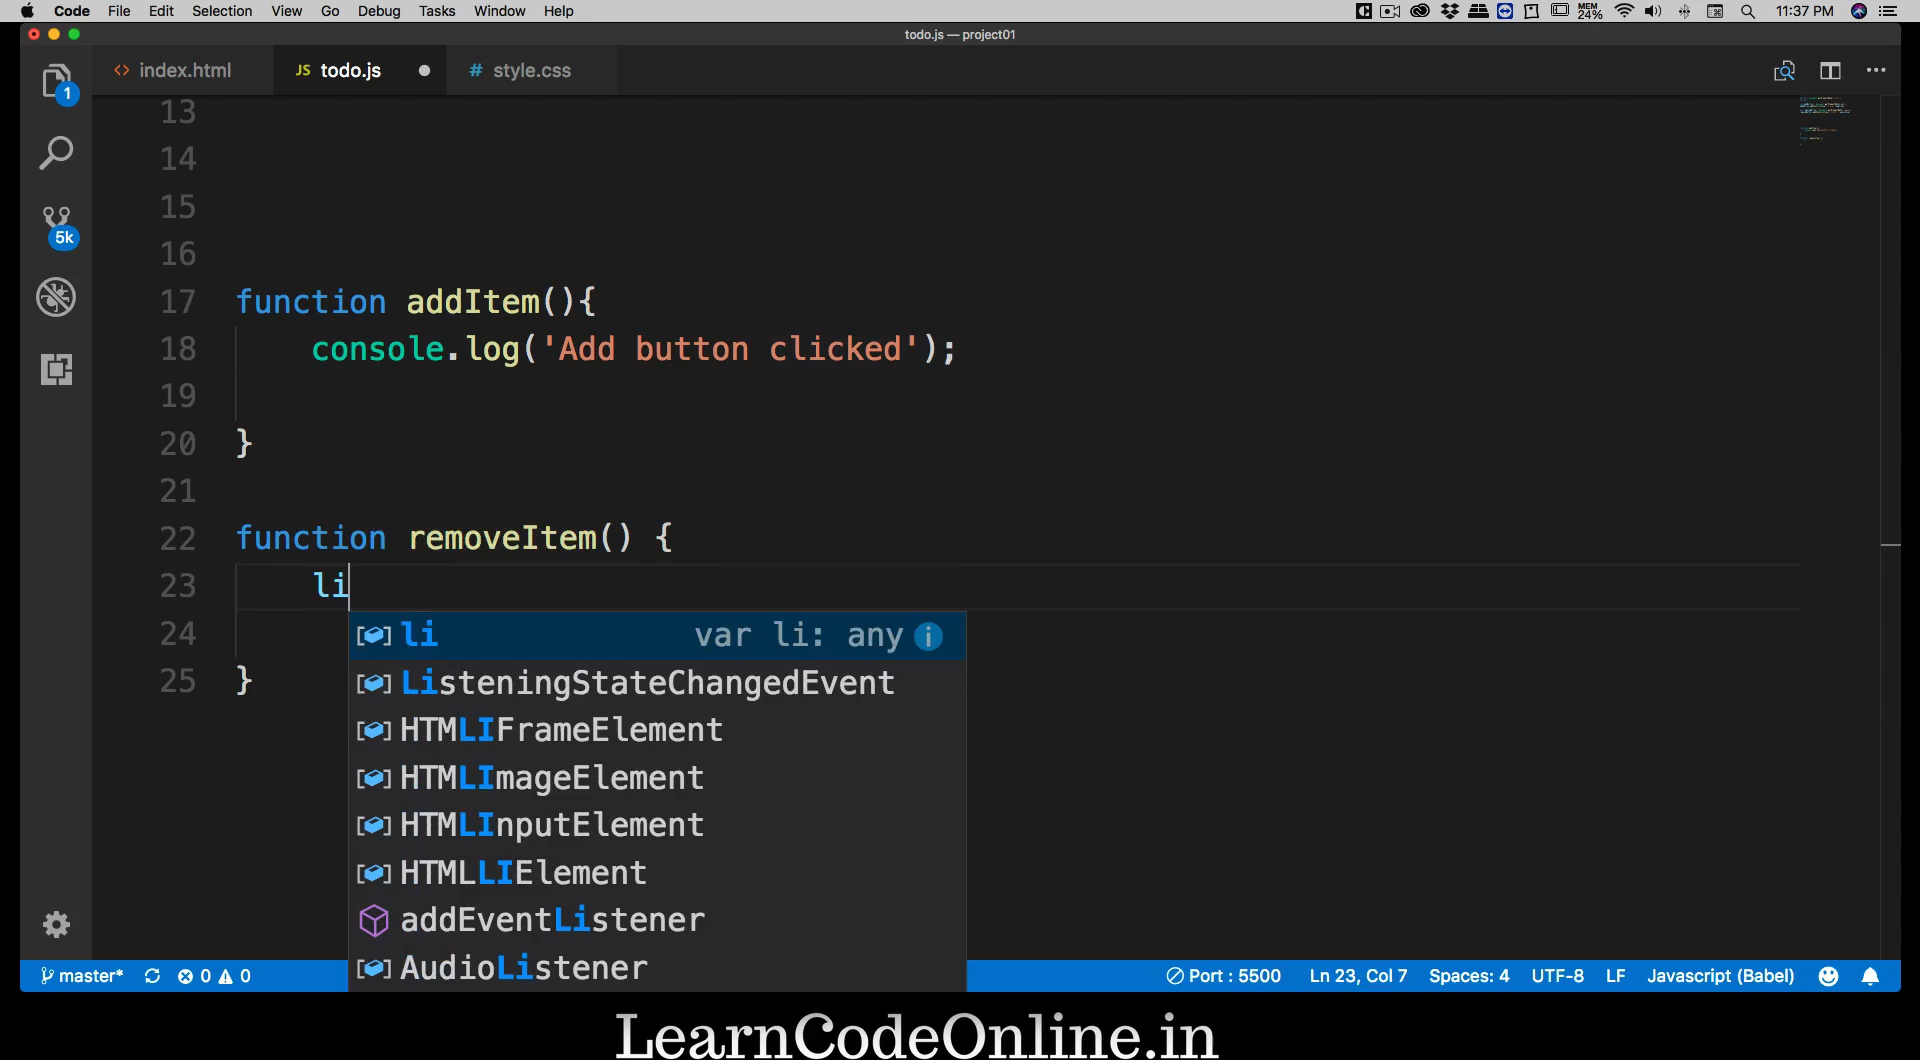 Code File Edit Selection View Go Debug Tasks Window Help MEM 24% 11:37 PM
todo.js — project01
<> index.html JS todo.js # style.css
1
5k
13
14
15
16
17 function addItem(){
18 console.log('Add button clicked');
19
20 }
21
22 function removeItem() {
23 li
24 li var li: any
ListeningStateChangedEvent
25 }
HTMLIFrameElement
HTMLImageElement
HTMLInputElement
HTMLLIElement
addEventListener
AudioListener
master* 0 0 Port : 5500 Ln 23, Col 7 Spaces: 4 UTF-8 LF Javascript (Babel)
LearnCodeOnline.in